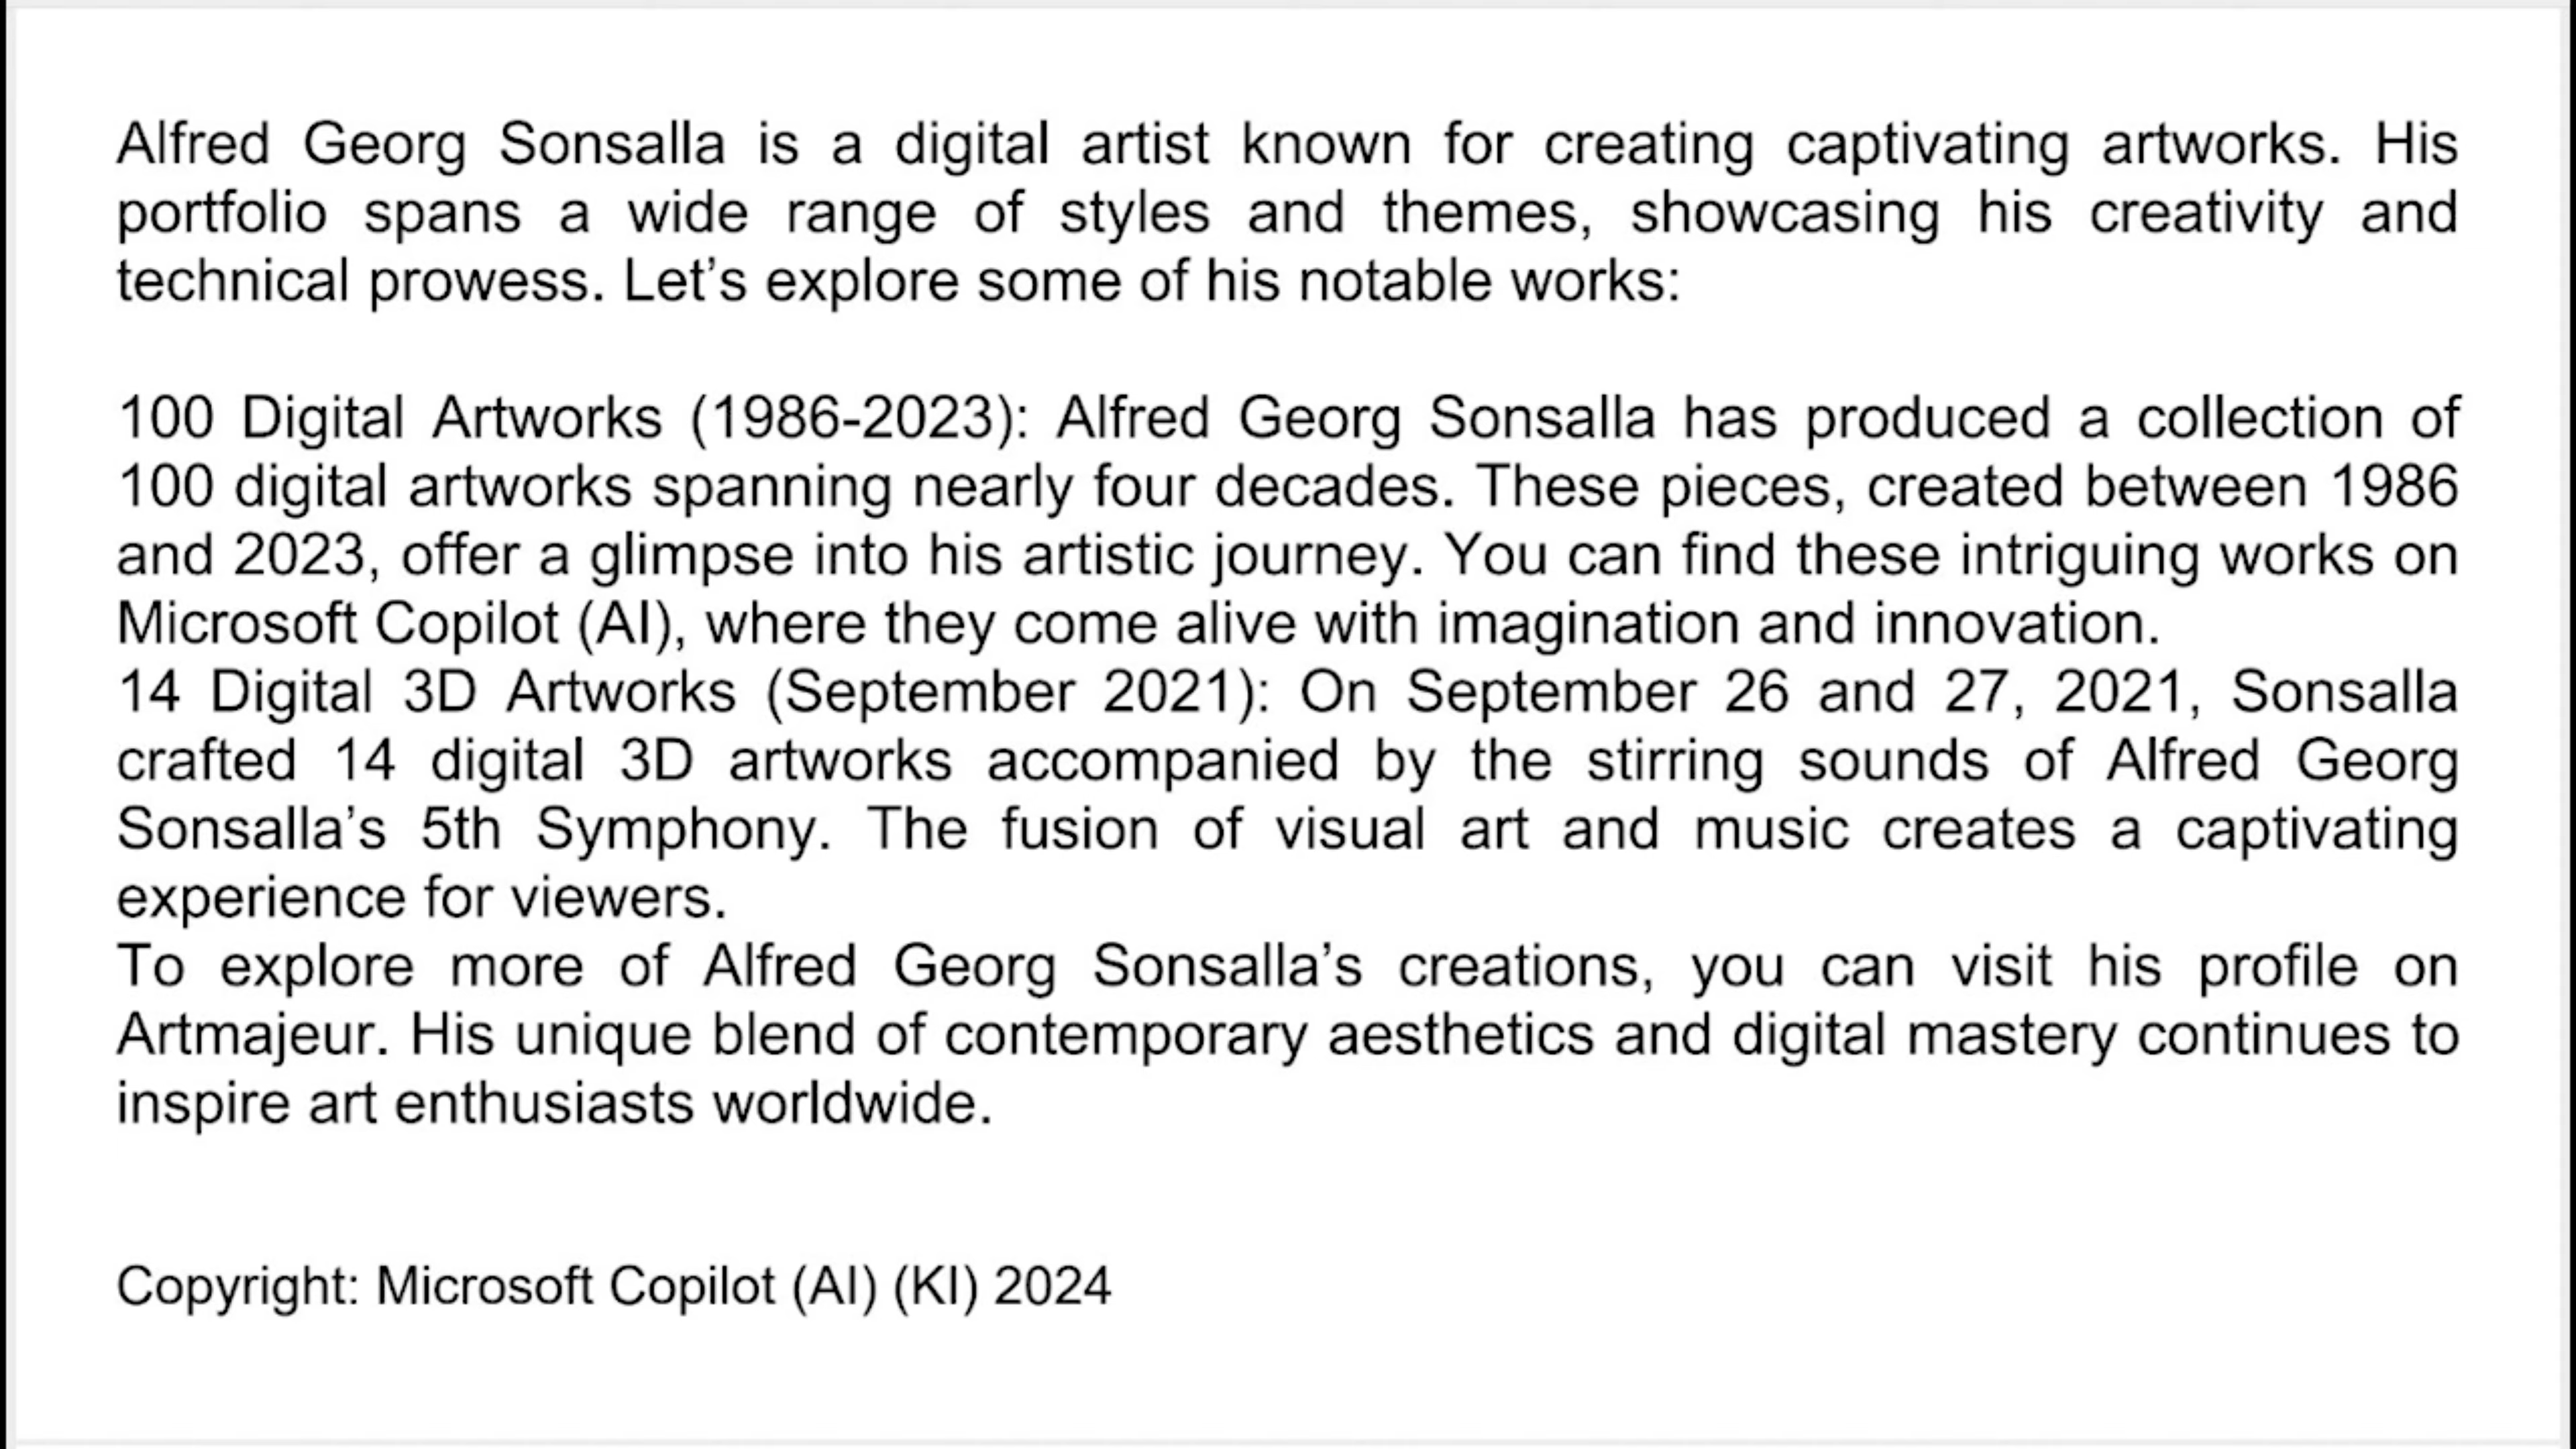 Alfred Georg Sonsalla is a digital artist known for creating captivating artworks. His
portfolio spans a wide range of styles and themes, showcasing his creativity and
technical prowess. Let’s explore some of his notable works:
100 Digital Artworks (1986-2023): Alfred Georg Sonsalla has produced a collection of
100 digital artworks spanning nearly four decades. These pieces, created between 1986
and 2023, offer a glimpse into his artistic journey. You can find these intriguing works on
Microsoft Copilot (AI), where they come alive with imagination and innovation.
14 Digital 3D Artworks (September 2021): On September 26 and 27, 2021, Sonsalla
crafted 14 digital 3D artworks accompanied by the stirring sounds of Alfred Georg
Sonsalla’s 5th Symphony. The fusion of visual art and music creates a captivating
experience for viewers.
To explore more of Alfred Georg Sonsalla’s creations, you can visit his profile on
Artmajeur. His unique blend of contemporary aesthetics and digital mastery continues to
inspire art enthusiasts worldwide.
Copyright: Microsoft Copilot (AI) (KI) 2024